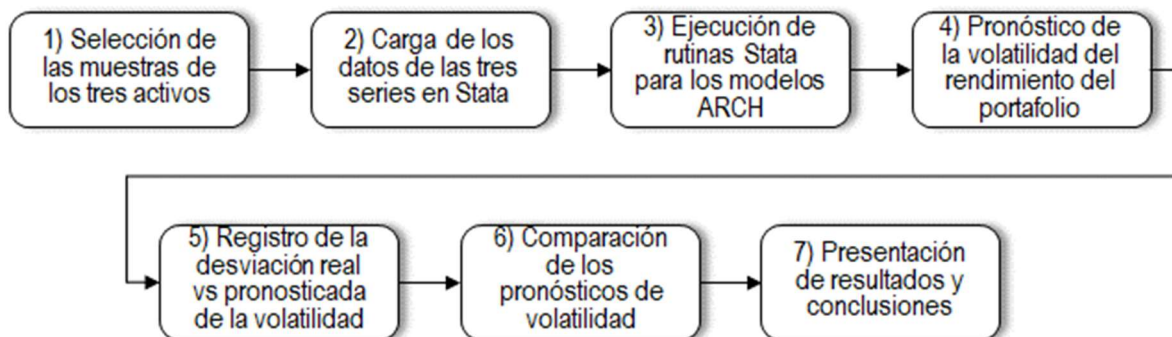 1) Selección de
las muestras de
los tres activos
2) Carga de los
datos de las tres
series en Stata
3) Ejecución de
rutinas Stata
para los modelos
ARCH
4) Pronóstico de
la volatilidad del
rendimiento del
portafolio
5) Registro de la
desviación real
vs pronosticada
de la volatilidad
6) Comparación
de los
pronósticos de
volatilidad
7) Presentación
de resultados y
conclusiones